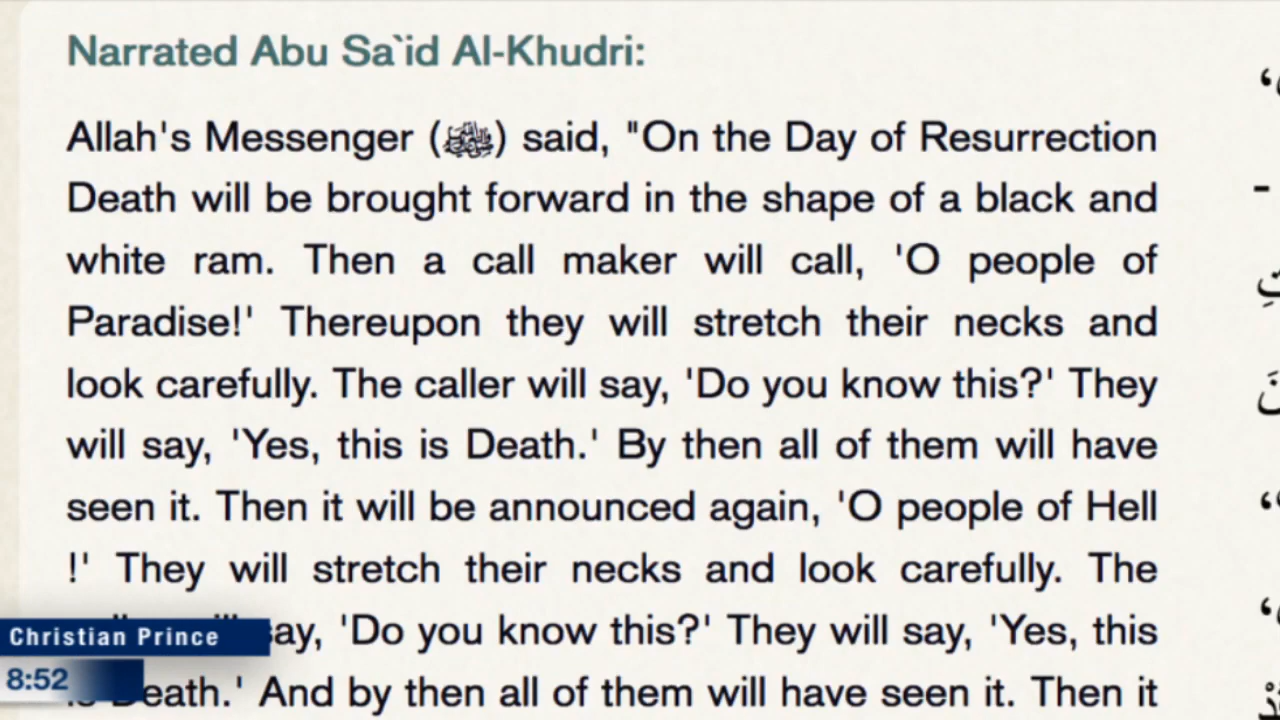 Narrated Abu Sa`id Al-Khudri:
Allah's Messenger (ﷺ) said, "On the Day of Resurrection
Death will be brought forward in the shape of a black and
white ram. Then a call maker will call, 'O people of
Paradise!' Thereupon they will stretch their necks and
look carefully. The caller will say, 'Do you know this?' They
will say, 'Yes, this is Death.' By then all of them will have
seen it. Then it will be announced again, 'O people of Hell
!' They will stretch their necks and look carefully. The
say, 'Do you know this?' They will say, 'Yes, this
Death.' And by then all of them will have seen it. Then it
Christian Prince
8:52